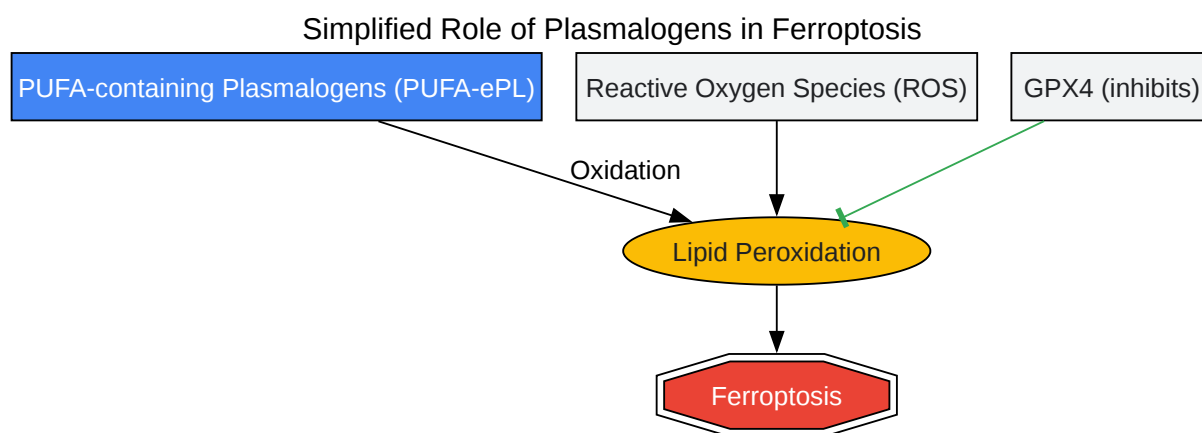 Simplified Role of Plasmalogens in Ferroptosis
PUFA-containing Plasmalogens (PUFA-ePL)
Reactive Oxygen Species (ROS)
GPX4 (inhibits)
Oxidation
Lipid Peroxidation
Ferroptosis